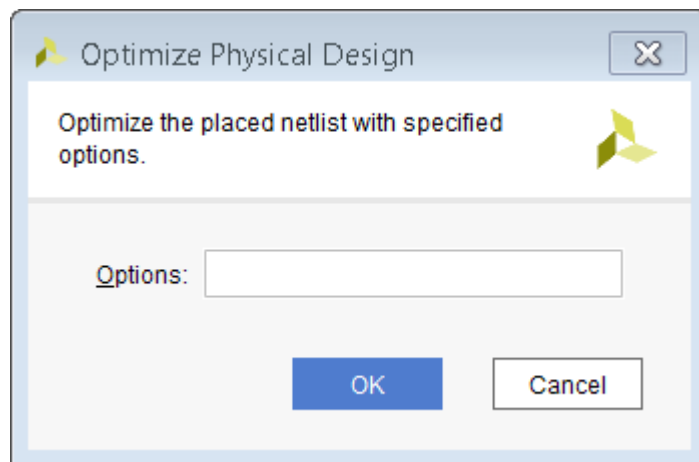 Optimize Physical Design
Optimize the placed netlist with specified
options.
Options:
OK
Cancel